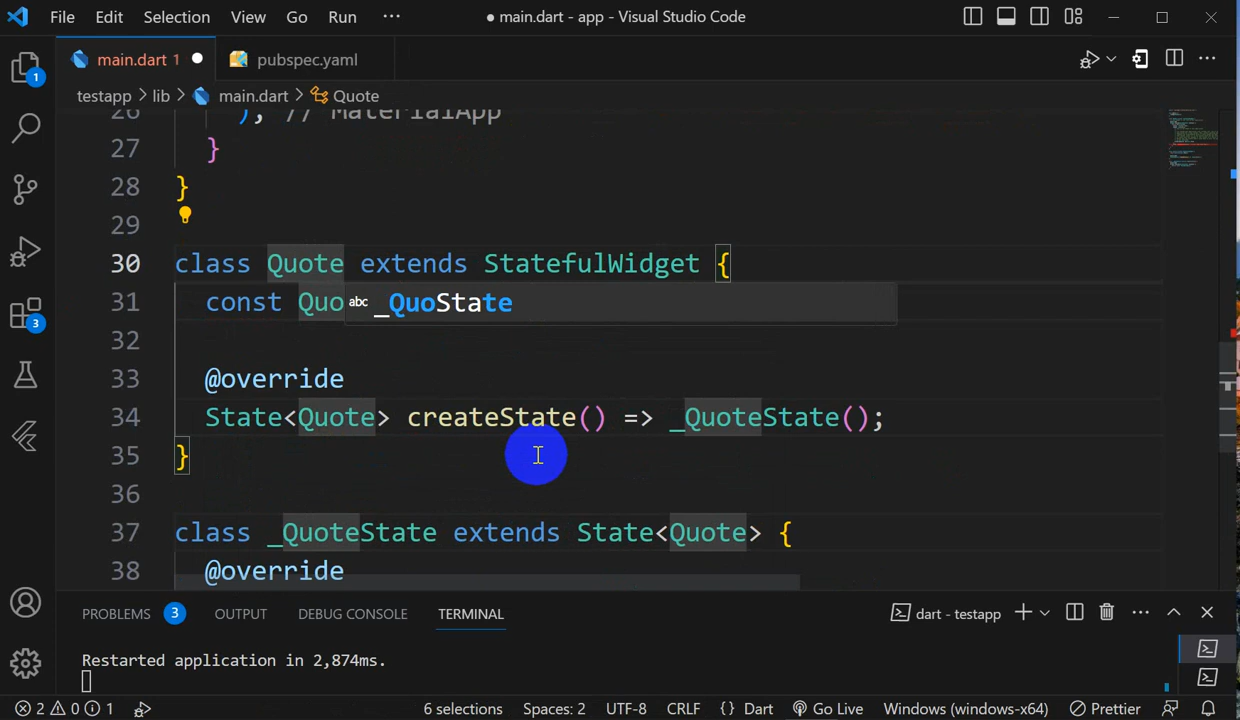 File Edit Selection View Go Run ··· ● main.dart - app - Visual Studio Code
main.dart 1 ● pubspec.yaml
testapp > lib > main.dart > Quote
26 ); // MaterialApp
27 }
28 }
29
30 class Quote extends StatefulWidget {
31 const Quo abc _QuoState
32
33 @override
34 State<Quote> createState() => _QuoteState();
35 }
36
37 class _QuoteState extends State<Quote> {
38 @override
1
3
PROBLEMS 3 OUTPUT DEBUG CONSOLE TERMINAL dart - testapp
Restarted application in 2,874ms.
2 0 1 6 selections Spaces: 2 UTF-8 CRLF {} Dart Go Live Windows (windows-x64) Prettier